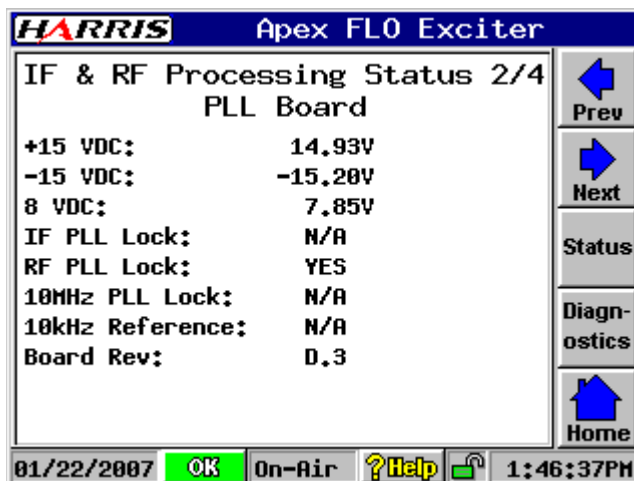 HARRIS Apex FLO Exciter
IF & RF Processing Status 2/4
PLL Board
+15 VDC: 14.93V
-15 VDC: -15.20V
8 VDC: 7.85V
IF PLL Lock: N/A
RF PLL Lock: YES
10MHz PLL Lock: N/A
10kHz Reference: N/A
Board Rev: D.3
Prev
Next
Status
Diagn-
ostics
Home
01/22/2007 OK On-Air ?Help 1:46:37PM